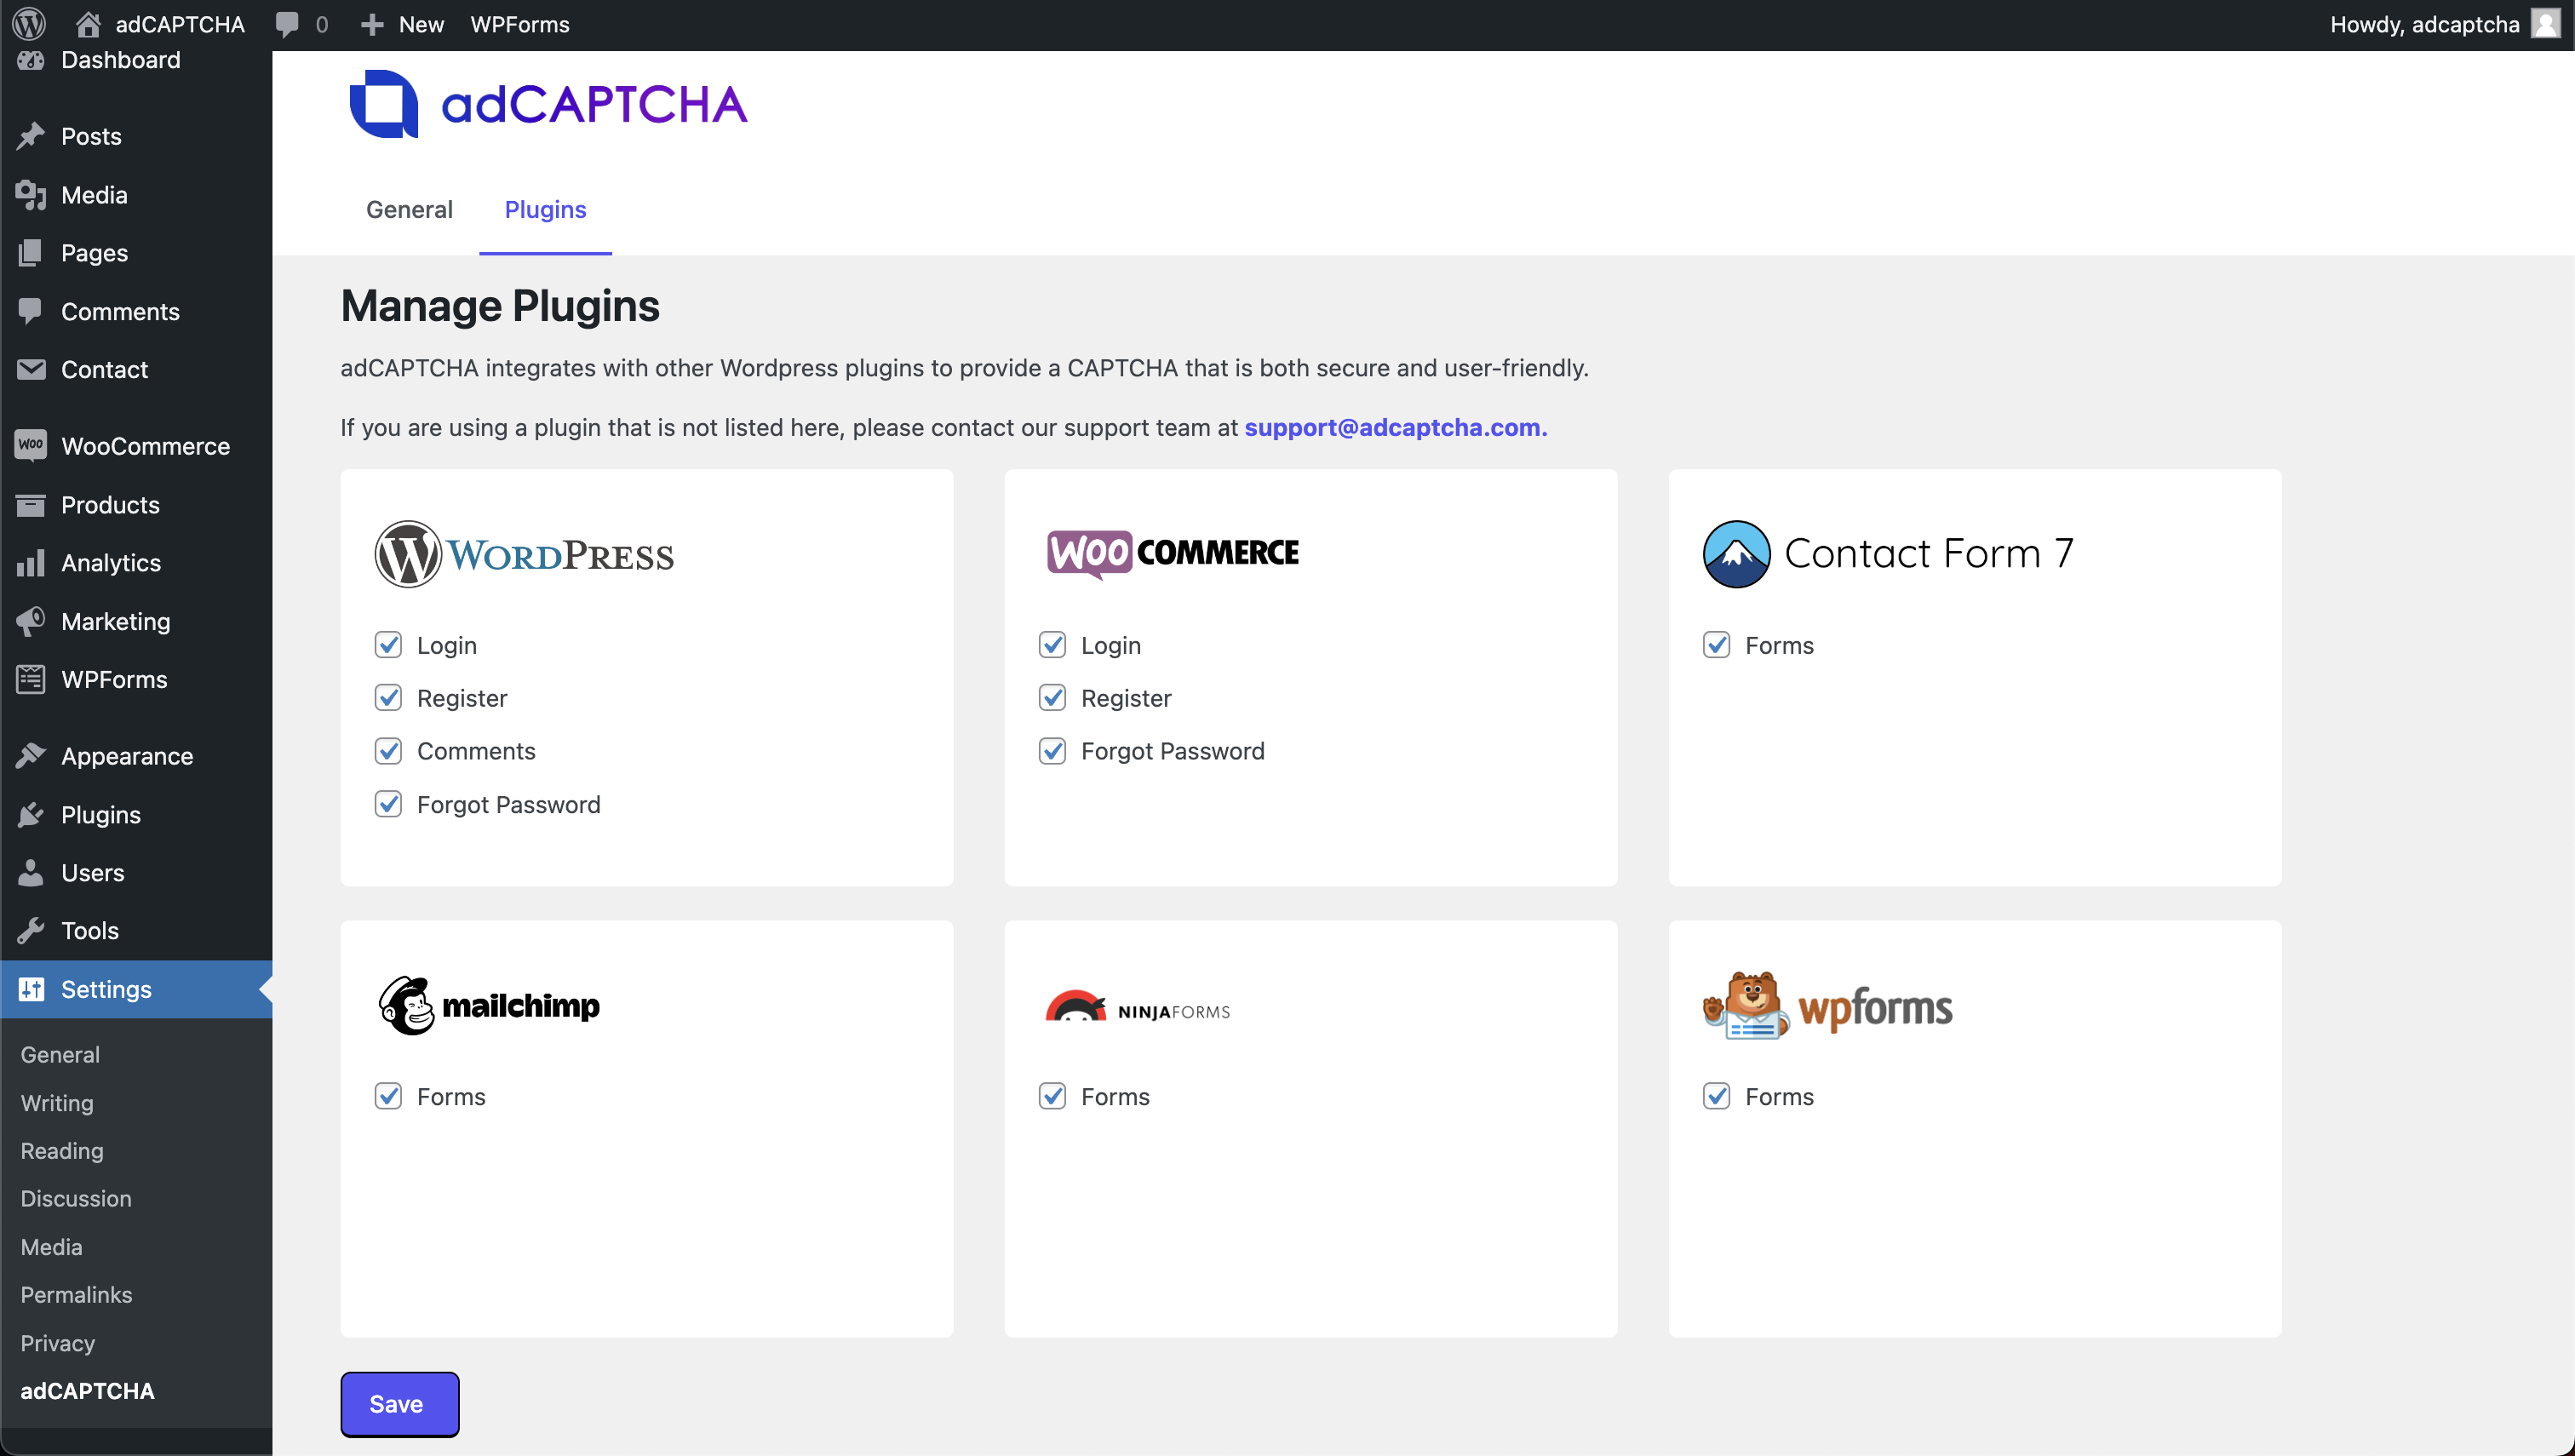 adCAPTCHA 0 New WPForms Howdy, adcaptcha
Dashboard
Posts
Media
Pages
Comments
Contact
WooCommerce
Products
Analytics
Marketing
WPForms
Appearance
Plugins
Users
Tools
Settings
General
Writing
Reading
Discussion
Media
Permalinks
Privacy
adCAPTCHA
adCAPTCHA
General Plugins
Manage Plugins
adCAPTCHA integrates with other Wordpress plugins to provide a CAPTCHA that is both secure and user-friendly.
If you are using a plugin that is not listed here, please contact our support team at support@adcaptcha.com.
WORDPRESS
Login
Register
Comments
Forgot Password
WOO COMMERCE
Login
Register
Forgot Password
Contact Form 7
Forms
mailchimp
Forms
NINJAFORMS
Forms
wpforms
Forms
Save